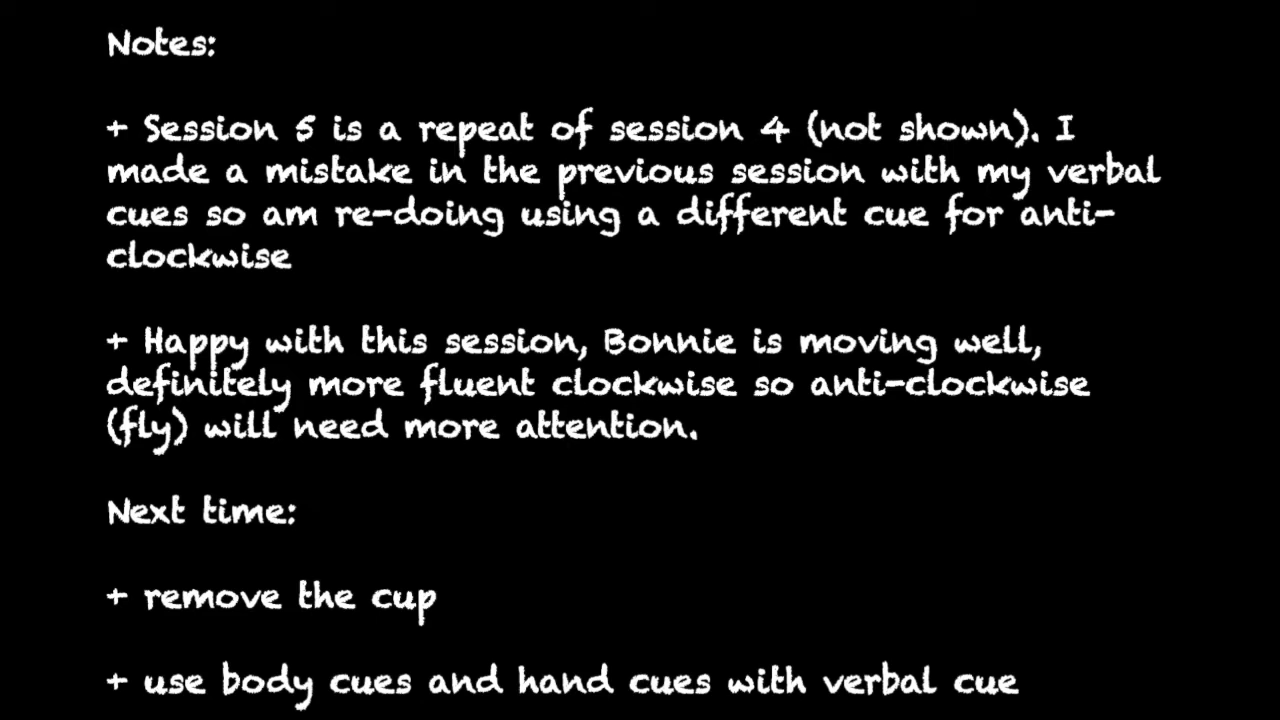 Notes:
+ Session 5 is a repeat of session 4 (not shown). I
made a mistake in the previous session with my verbal
cues so am re-doing using a different cue for anti-
clockwise
+ Happy with this session, Bonnie is moving well,
definitely more fluent clockwise so anti-clockwise
(fly) will need more attention.
Next time:
+ remove the cup
+ use body cues and hand cues with verbal cue